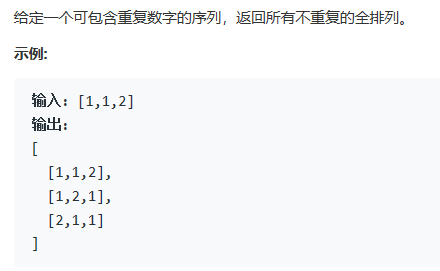 给定一个可包含重复数字的序列，返回所有不重复的全排列。
示例:
输入: [1,1,2]
输出:
[
  [1,1,2],
  [1,2,1],
  [2,1,1]
]